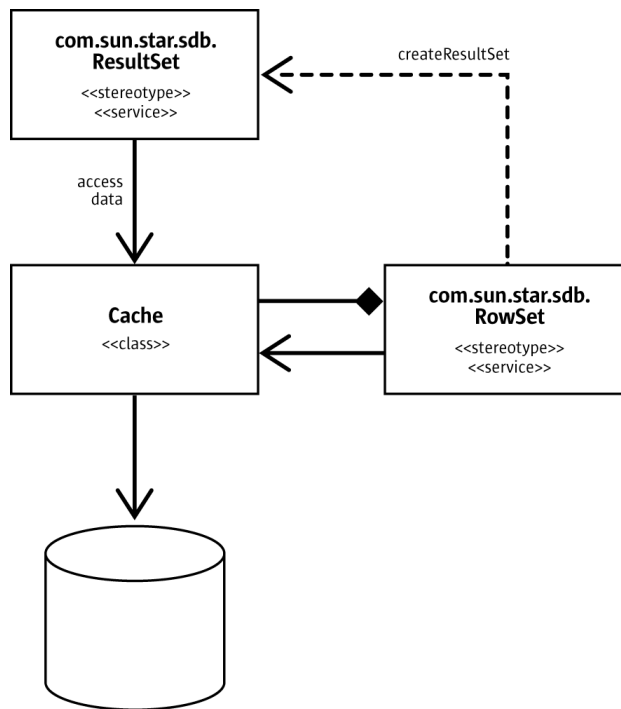 com.sun.star.sdb.
ResultSet
<<stereotype>>
<<service>>
createResultSet
access
data
Cache
<<class>>
com.sun.star.sdb.
RowSet
<<stereotype>>
<<service>>